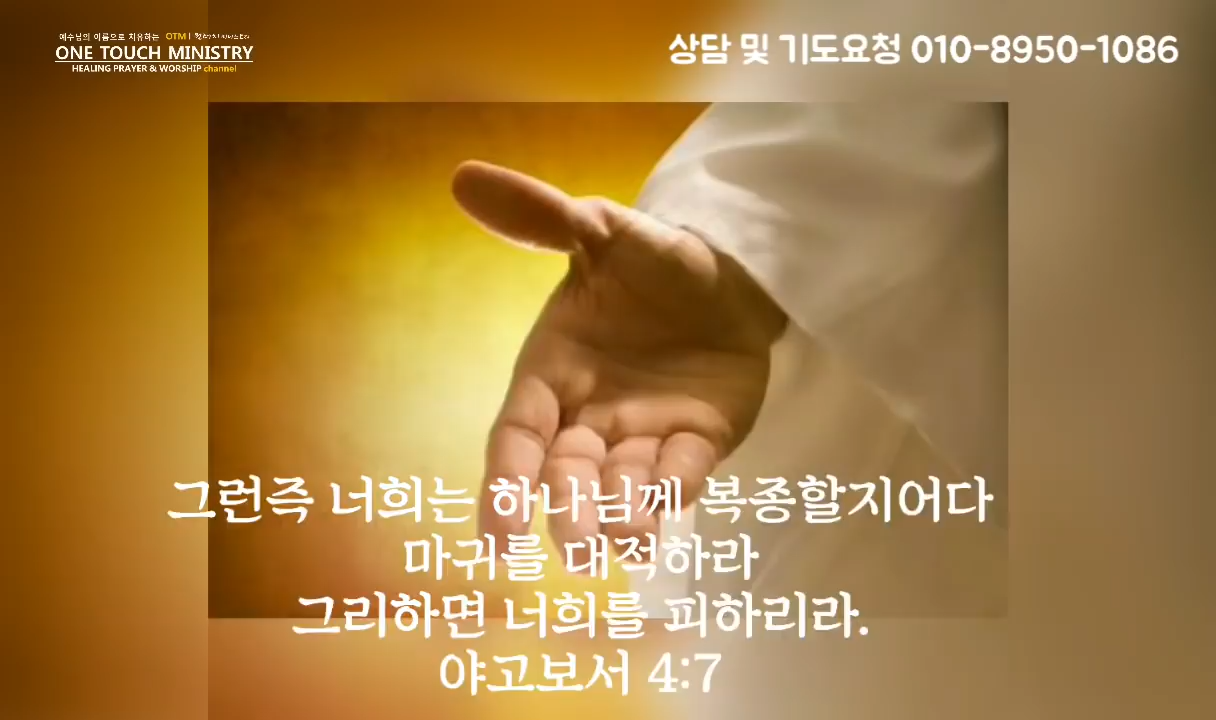 예수님의 이름으로 치유하는 OTM
ONE TOUCH MINISTRY
HEALING PRAYER & WORSHIP channel
상담 및 기도요청 010-8950-1086
그런즉 너희는 하나님께 복종할지어다
마귀를 대적하라
그리하면 너희를 피하리라.
야고보서 4:7